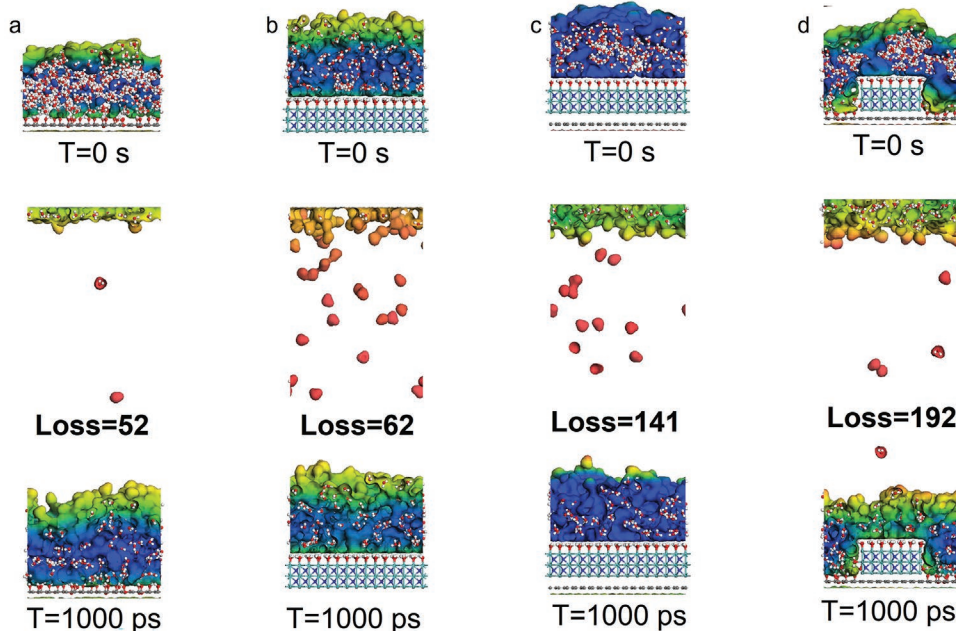 a b c d
T=0 s T=0 s T=0 s T=0 s
Loss=52 Loss=62 Loss=141 Loss=192
T=1000 ps T=1000 ps T=1000 ps T=1000 ps